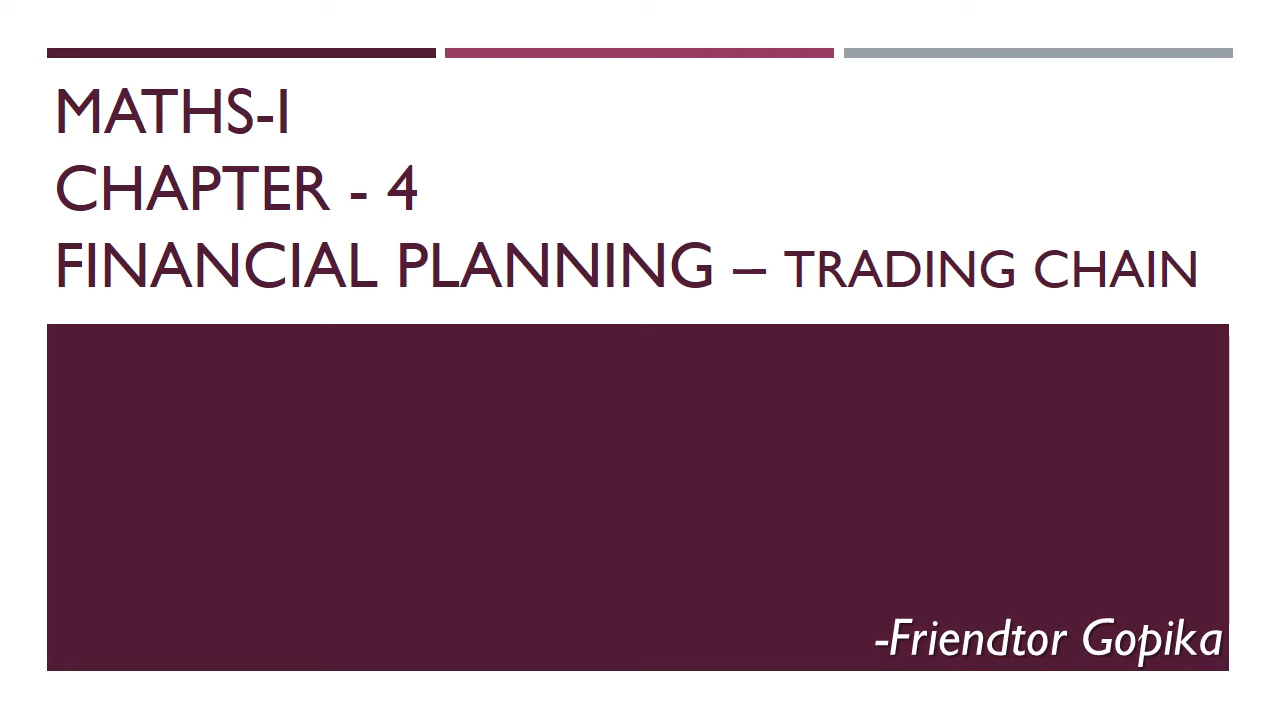 MATHS-I
CHAPTER - 4
FINANCIAL PLANNING – TRADING CHAIN
-Friendtor Gopika